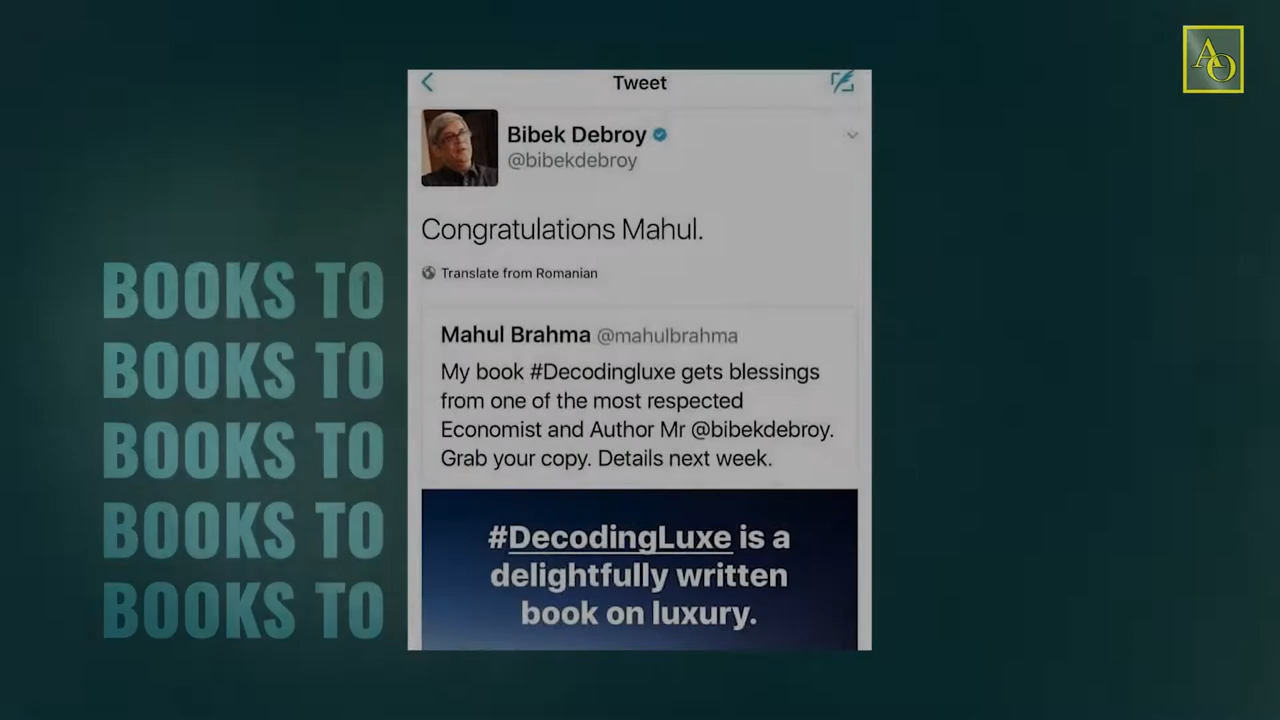 AO
Tweet
Bibek Debroy
@bibekdebroy
Congratulations Mahul.
Translate from Romanian
BOOKS TO
BOOKS TO
BOOKS TO
BOOKS TO
BOOKS TO
Mahul Brahma @mahulbrahma
My book #Decodingluxe gets blessings
from one of the most respected
Economist and Author Mr @bibekdebroy.
Grab your copy. Details next week.
#DecodingLuxe is a
delightfully written
book on luxury.